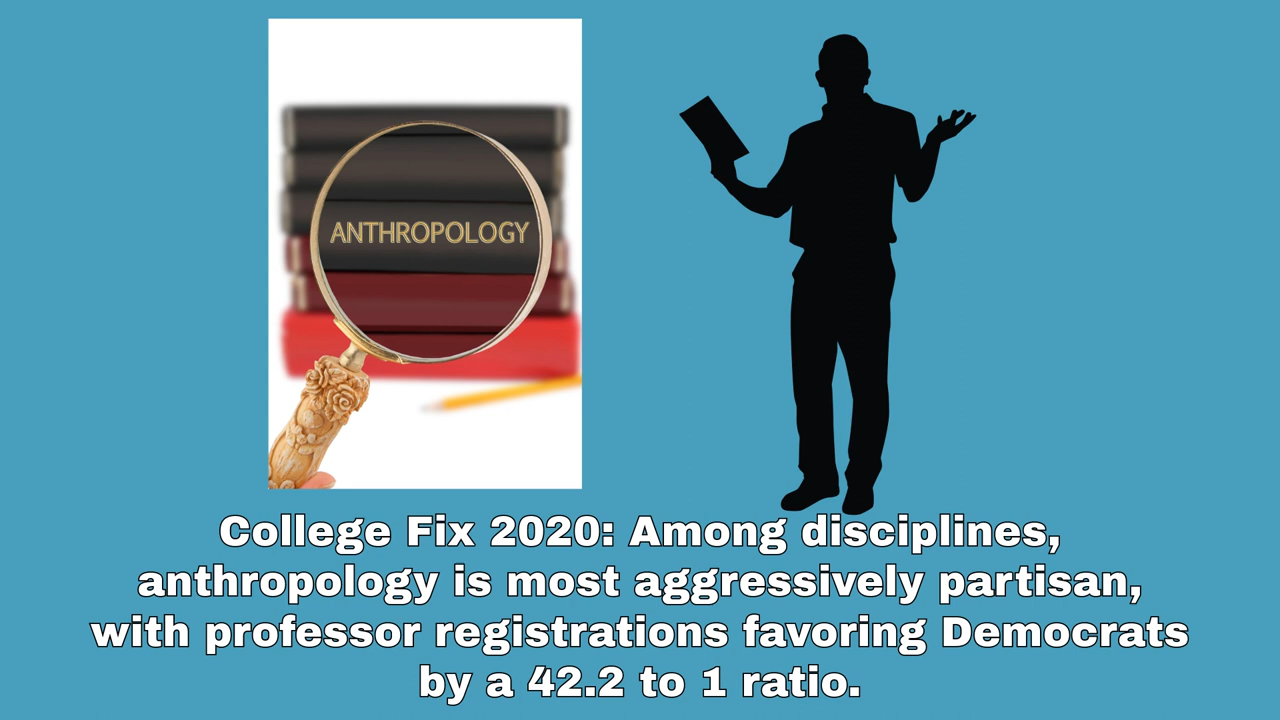 ANTHROPOLOGY
College Fix 2020: Among disciplines,
anthropology is most aggressively partisan,
with professor registrations favoring Democrats
by a 42.2 to 1 ratio.